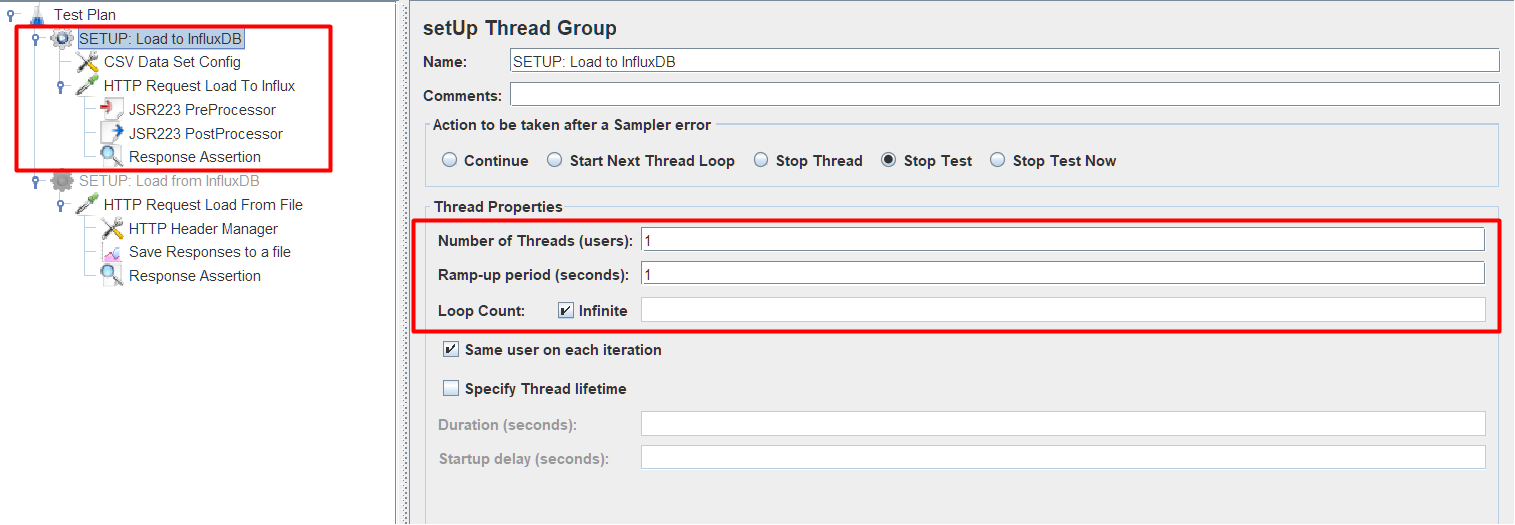 Test Plan
SETUP: Load to InfluxDB
CSV Data Set Config
HTTP Request Load To Influx
JSR223 PreProcessor
JSR223 PostProcessor
Response Assertion
SETUP: Load from InfluxDB
HTTP Request Load From File
HTTP Header Manager
Save Responses to a file
Response Assertion
setUp Thread Group
Name: SETUP: Load to InfluxDB
Comments:
Action to be taken after a Sampler error
Continue Start Next Thread Loop Stop Thread Stop Test Stop Test Now
Thread Properties
Number of Threads (users): 1
Ramp-up period (seconds): 1
Loop Count: Infinite
Same user on each iteration
Specify Thread lifetime
Duration (seconds):
Startup delay (seconds):